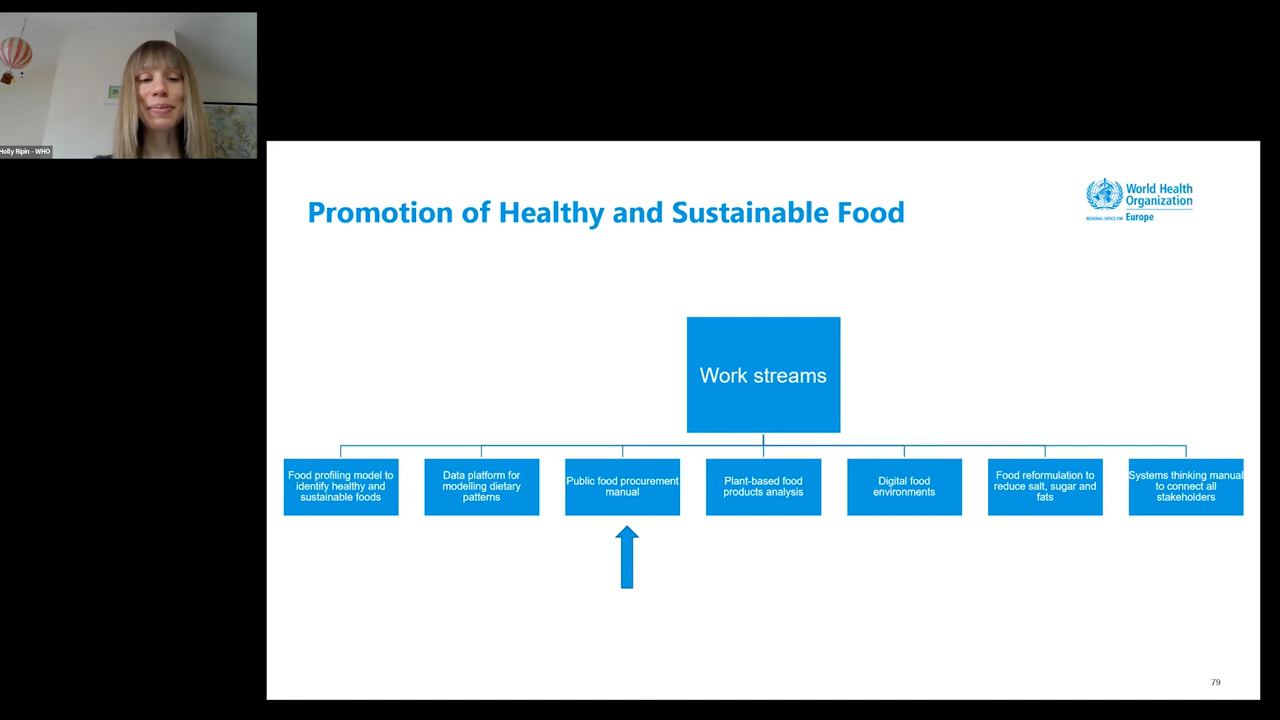 Holly Ripin - WHO
Promotion of Healthy and Sustainable Food
World Health
Organization
REGIONAL OFFICE FOR Europe
Work streams
Food profiling model to
identify healthy and
sustainable foods
Data platform for
modelling dietary
patterns
Public food procurement
manual
Plant-based food
products analysis
Digital food
environments
Food reformulation to
reduce salt, sugar and
fats
Systems thinking manual
to connect all
stakeholders
79